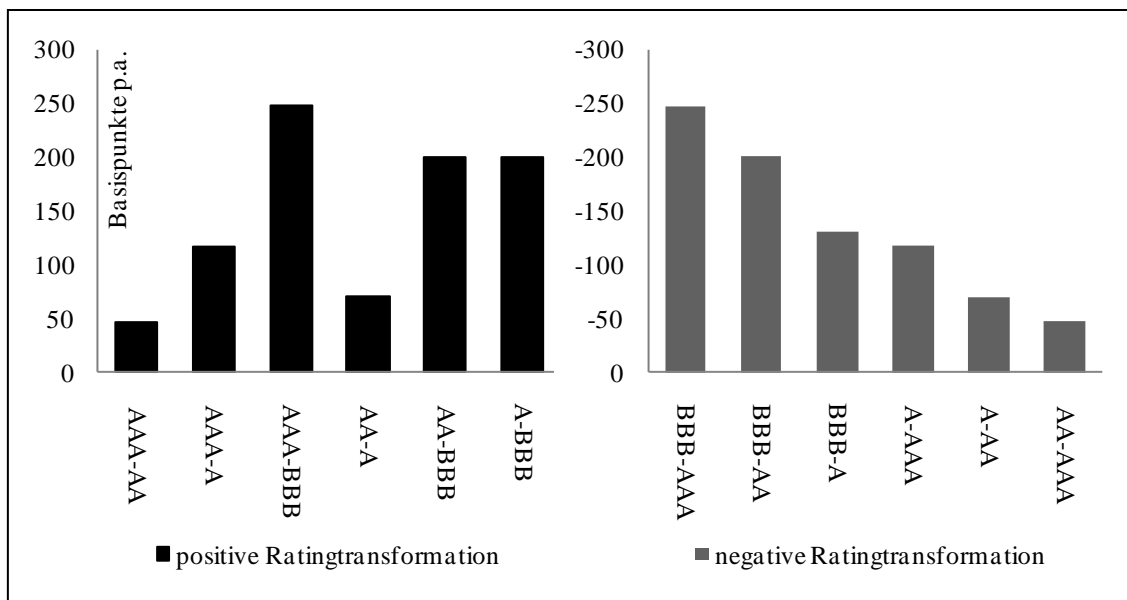 Basispunkte p.a.
300
250
200
150
100
50
0
AAA-AA
AAA-A
AAA-BBB
AA-A
AA-BBB
A-BBB
positive Ratingtransformation
-300
-250
-200
-150
-100
-50
0
BBB-AAA
BBB-AA
BBB-A
A-AAA
A-AA
AA-AAA
negative Ratingtransformation